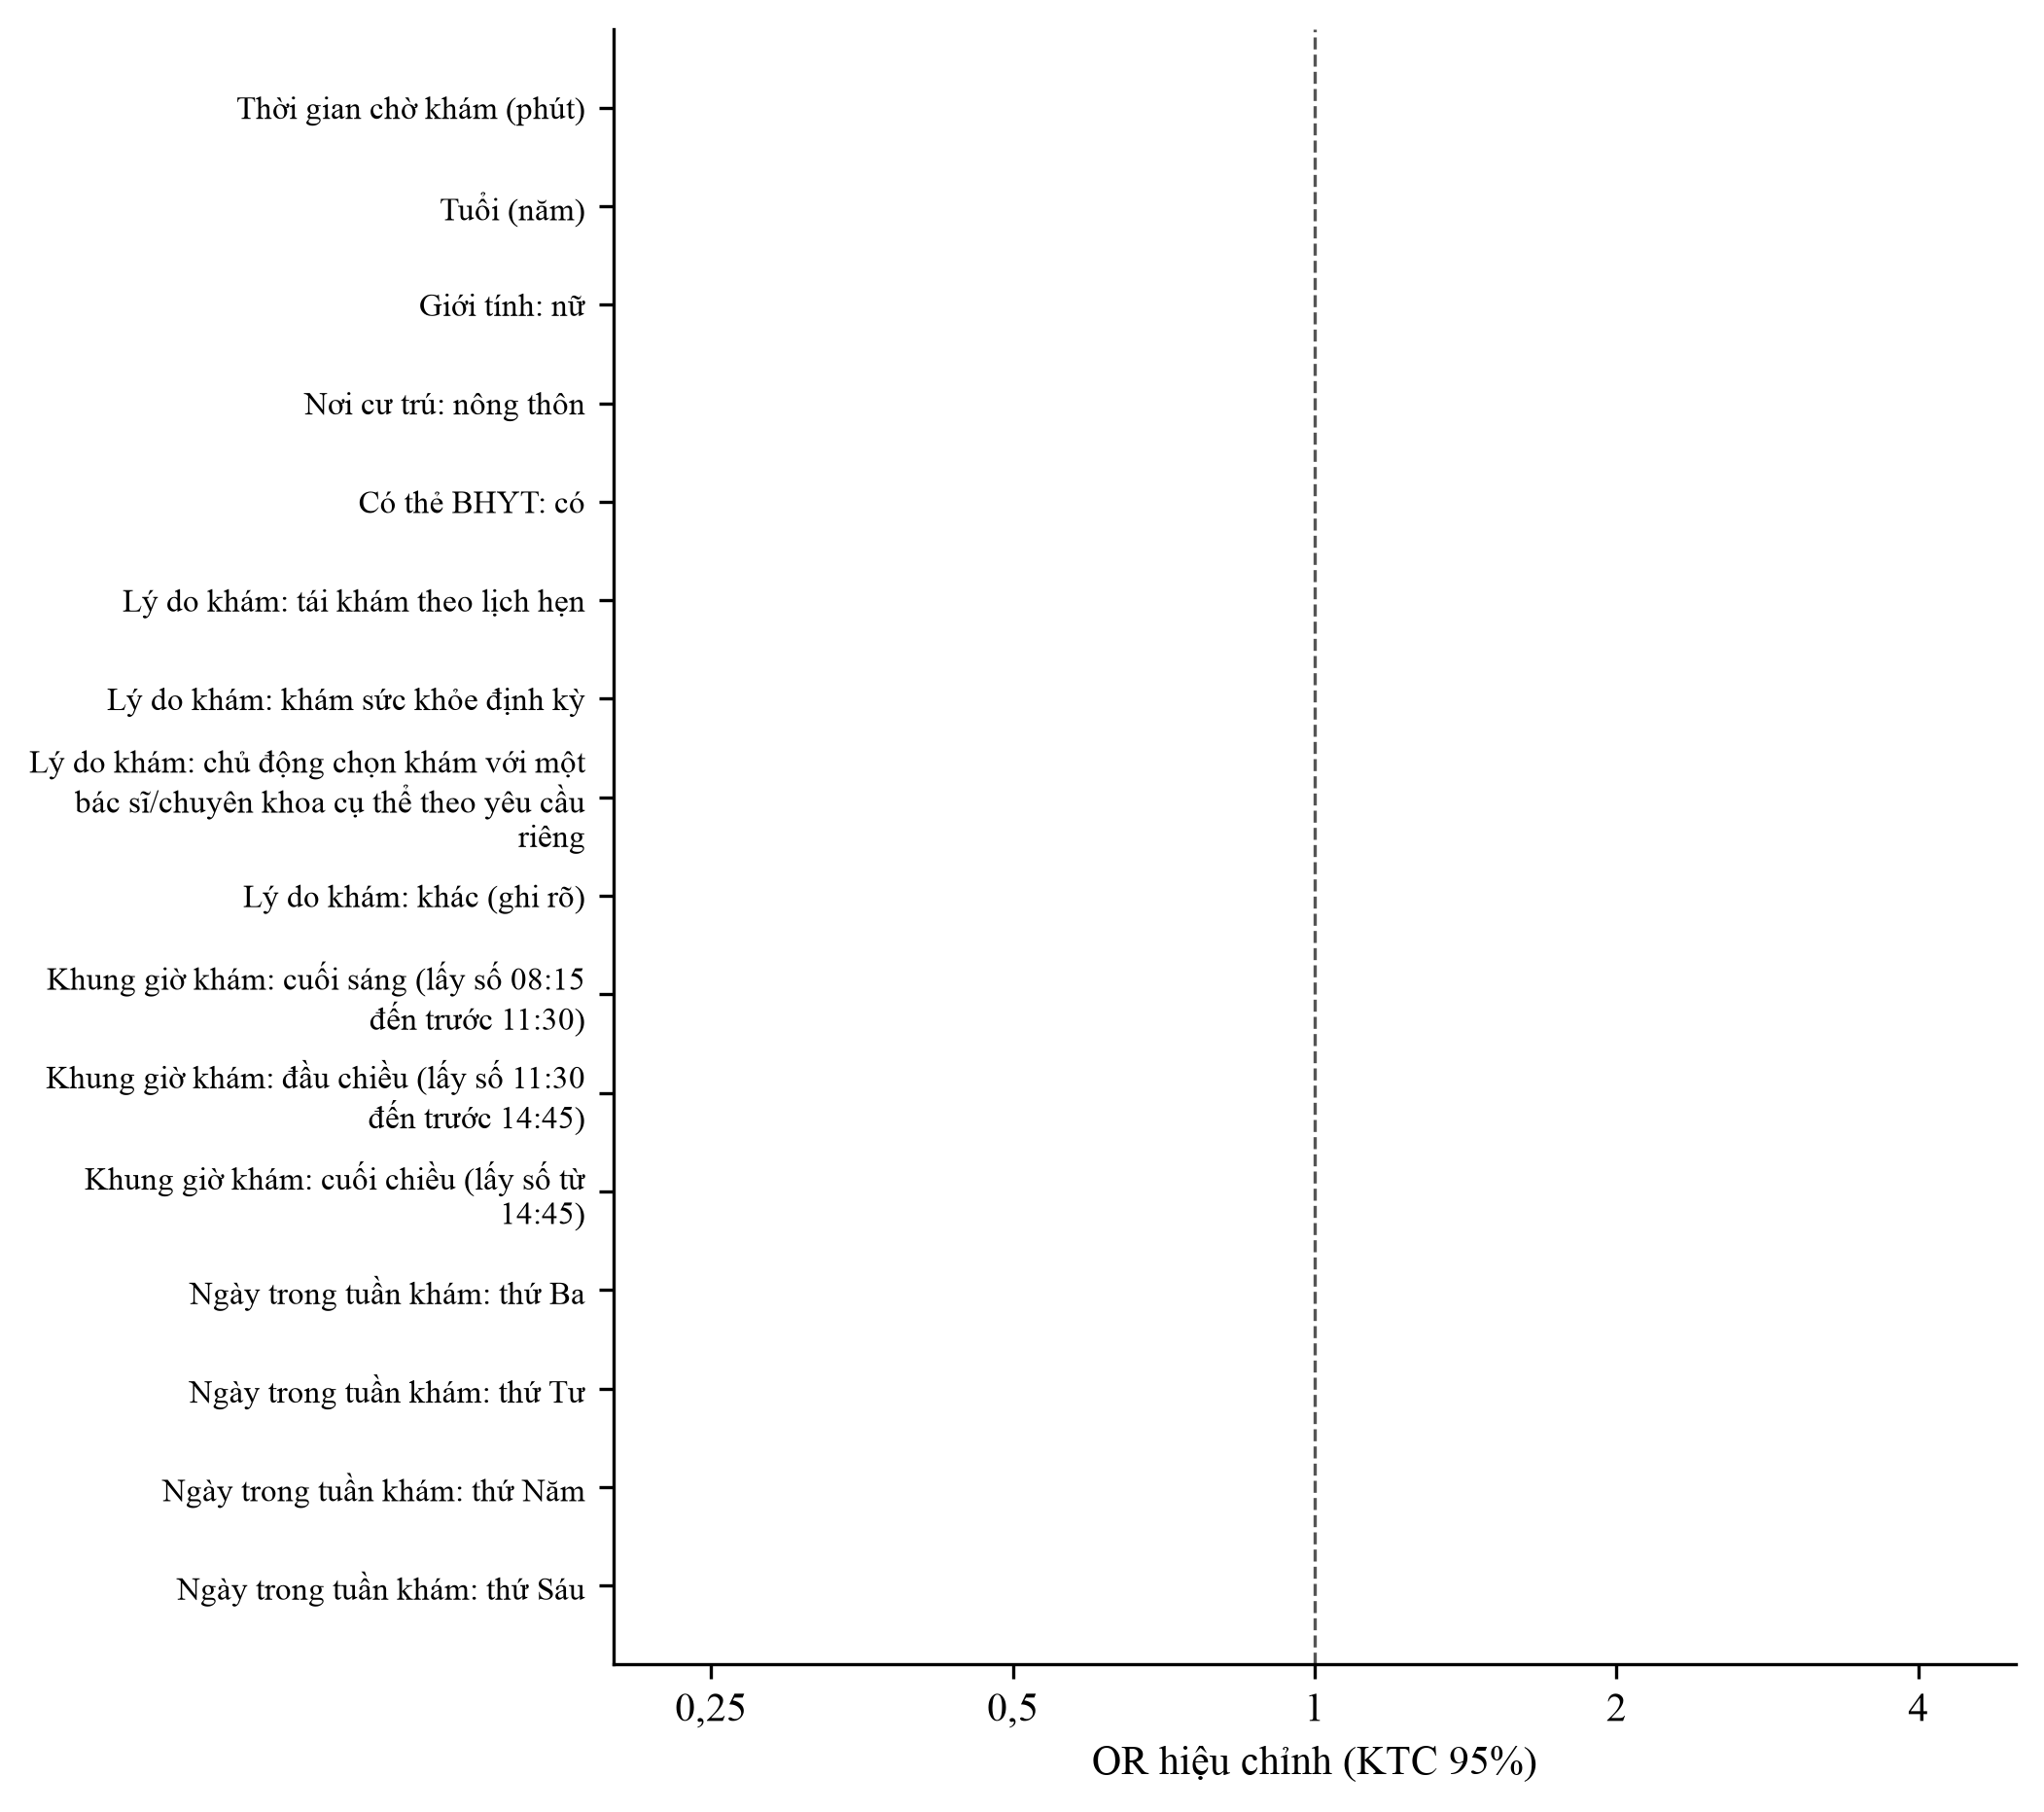 Thời gian chờ khám (phút)
Tuổi (năm)
Giới tính: nữ
Nơi cư trú: nông thôn
Có thẻ BHYT: có
Lý do khám: tái khám theo lịch hẹn
Lý do khám: khám sức khỏe định kỳ
Lý do khám: chủ động chọn khám với một
bác sĩ/chuyên khoa cụ thể theo yêu cầu
riêng
Lý do khám: khác (ghi rõ)
Khung giờ khám: cuối sáng (lấy số 08:15
đến trước 11:30)
Khung giờ khám: đầu chiều (lấy số 11:30
đến trước 14:45)
Khung giờ khám: cuối chiều (lấy số từ
14:45)
Ngày trong tuần khám: thứ Ba
Ngày trong tuần khám: thứ Tư
Ngày trong tuần khám: thứ Năm
Ngày trong tuần khám: thứ Sáu
0,25 0,5 1 2 4
OR hiệu chỉnh (KTC 95%)